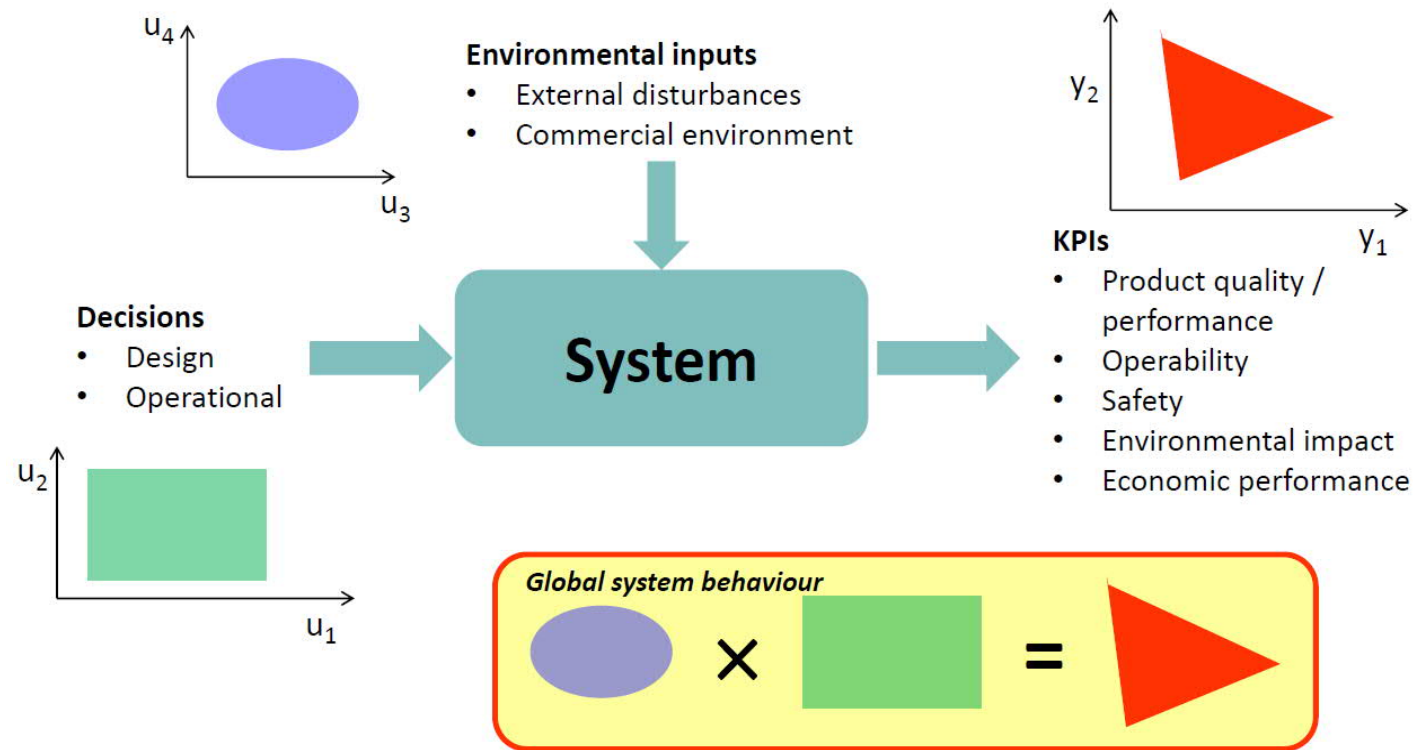 u4
u3
Environmental inputs
• External disturbances
• Commercial environment
y2
y1
Decisions
• Design
• Operational
u2
u1
System
KPIs
• Product quality /
performance
• Operability
• Safety
• Environmental impact
• Economic performance
Global system behaviour
× =